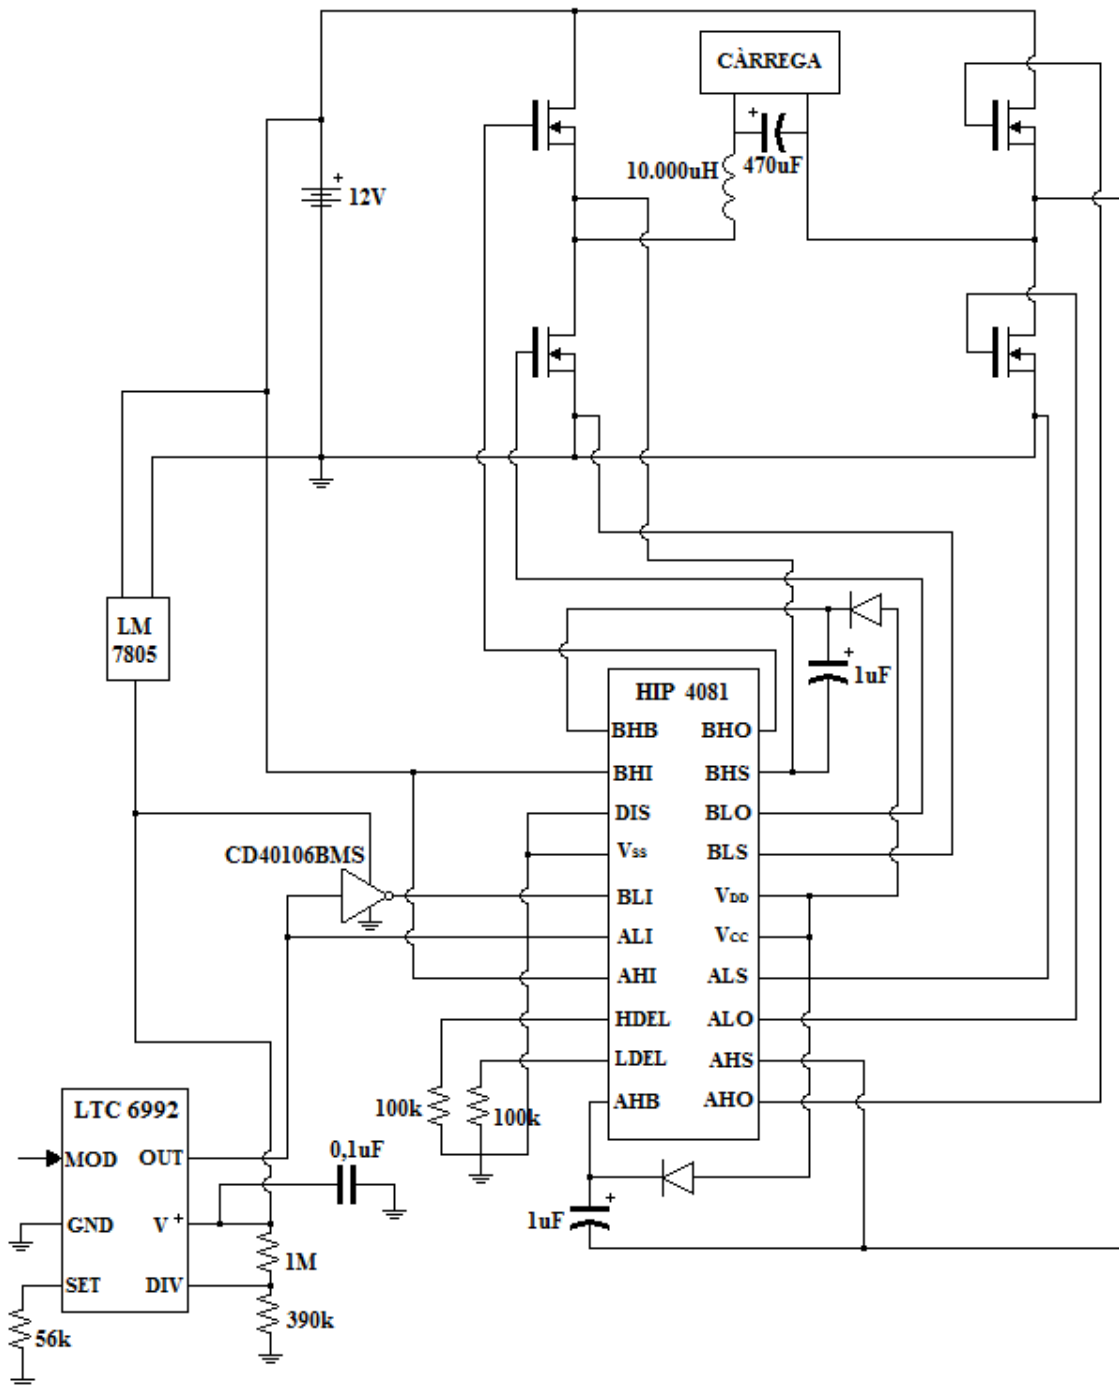 CÀRREGA
+
470uF
10.000uH
+
12V
LM
7805
+
1uF
HIP 4081
BHB BHO
BHI BHS
DIS BLO
Vss BLS
CD40106BMS
BLI VDD
ALI Vcc
AHI ALS
HDEL ALO
LDEL AHS
AHB AHO
100k
100k
LTC 6992
MOD OUT
0,1uF
GND V+
SET DIV
1M
390k
56k
+
1uF